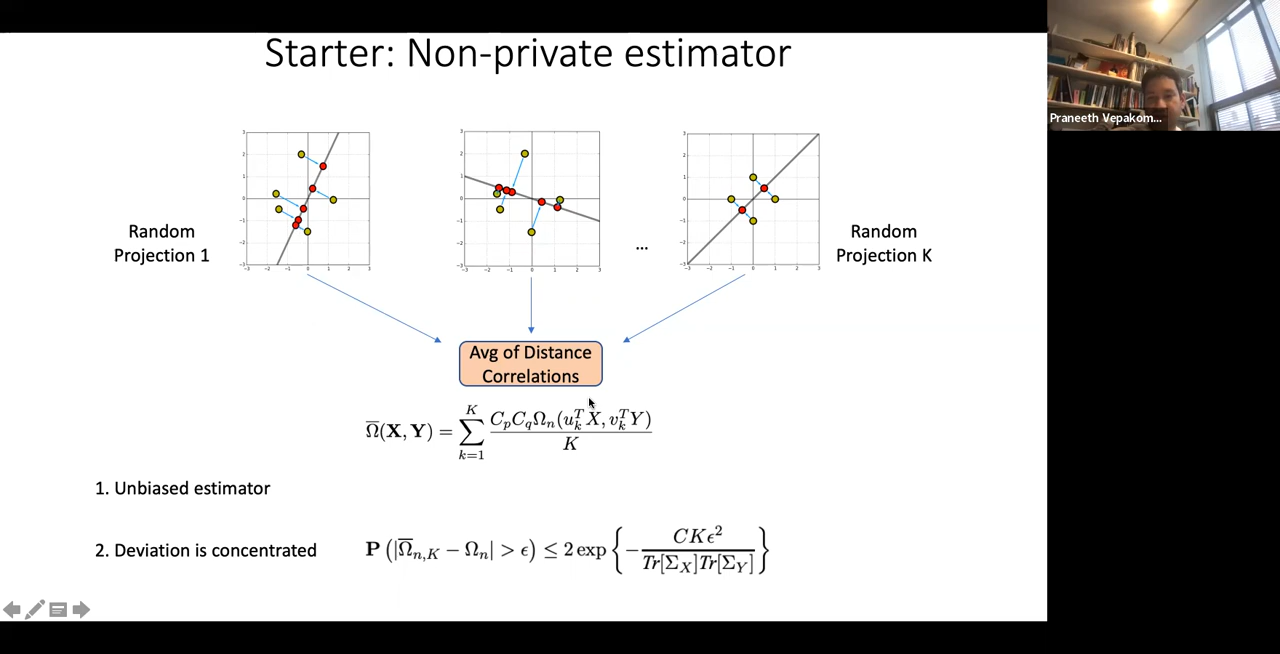 Starter: Non-private estimator
Praneeth Vepakom...
Random
Projection 1
...
Random
Projection K
Avg of Distance
Correlations
Ω̅(X, Y) = ∑_{k=1}^{K} C_p C_q Ω_n(u_k^T X, v_k^T Y) / K
1. Unbiased estimator
2. Deviation is concentrated
P (|Ω̅_{n,K} − Ω_n| > ϵ) ≤ 2 exp { − CKϵ² / Tr[Σ_X]Tr[Σ_Y] }